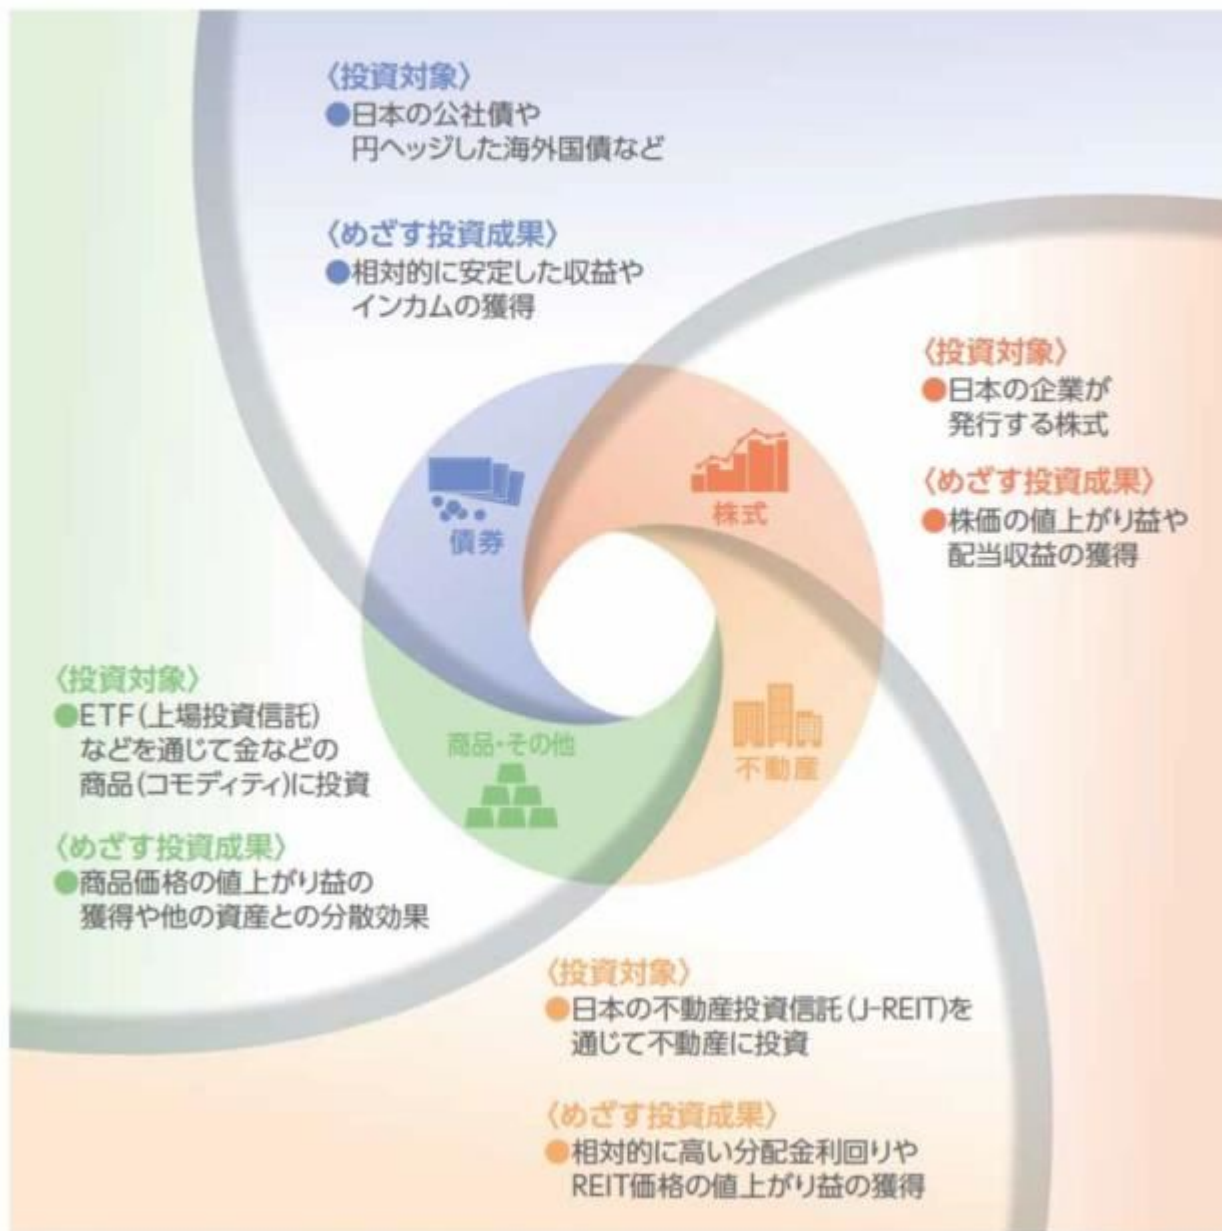 〈投資対象〉
●日本の公社債や
円ヘッジした海外国債など
〈めざす投資成果〉
●相対的に安定した収益や
インカムの獲得
〈投資対象〉
●日本の企業が
発行する株式
〈めざす投資成果〉
●株価の値上がり益や
配当収益の獲得
債券
株式
不動産
商品・その他
〈投資対象〉
●ETF(上場投資信託)
などを通じて金などの
商品(コモディティ)に投資
〈めざす投資成果〉
●商品価格の値上がり益の
獲得や他の資産との分散効果
〈投資対象〉
●日本の不動産投資信託(J-REIT)を
通じて不動産に投資
〈めざす投資成果〉
●相対的に高い分配金利回りや
REIT価格の値上がり益の獲得